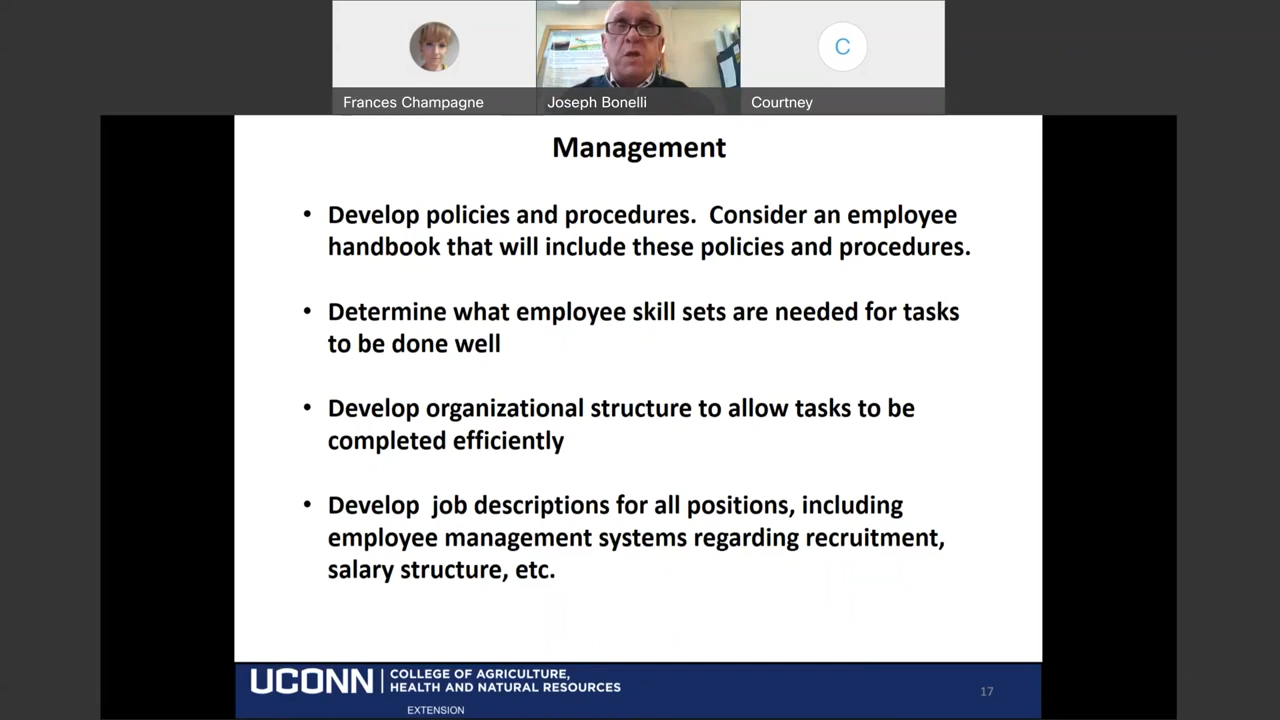 C
Frances Champagne
Joseph Bonelli
Courtney
Management
• Develop policies and procedures.  Consider an employee
handbook that will include these policies and procedures.
• Determine what employee skill sets are needed for tasks
to be done well
• Develop organizational structure to allow tasks to be
completed efficiently
• Develop  job descriptions for all positions, including
employee management systems regarding recruitment,
salary structure, etc.
UCONN
COLLEGE OF AGRICULTURE,
HEALTH AND NATURAL RESOURCES
EXTENSION
17